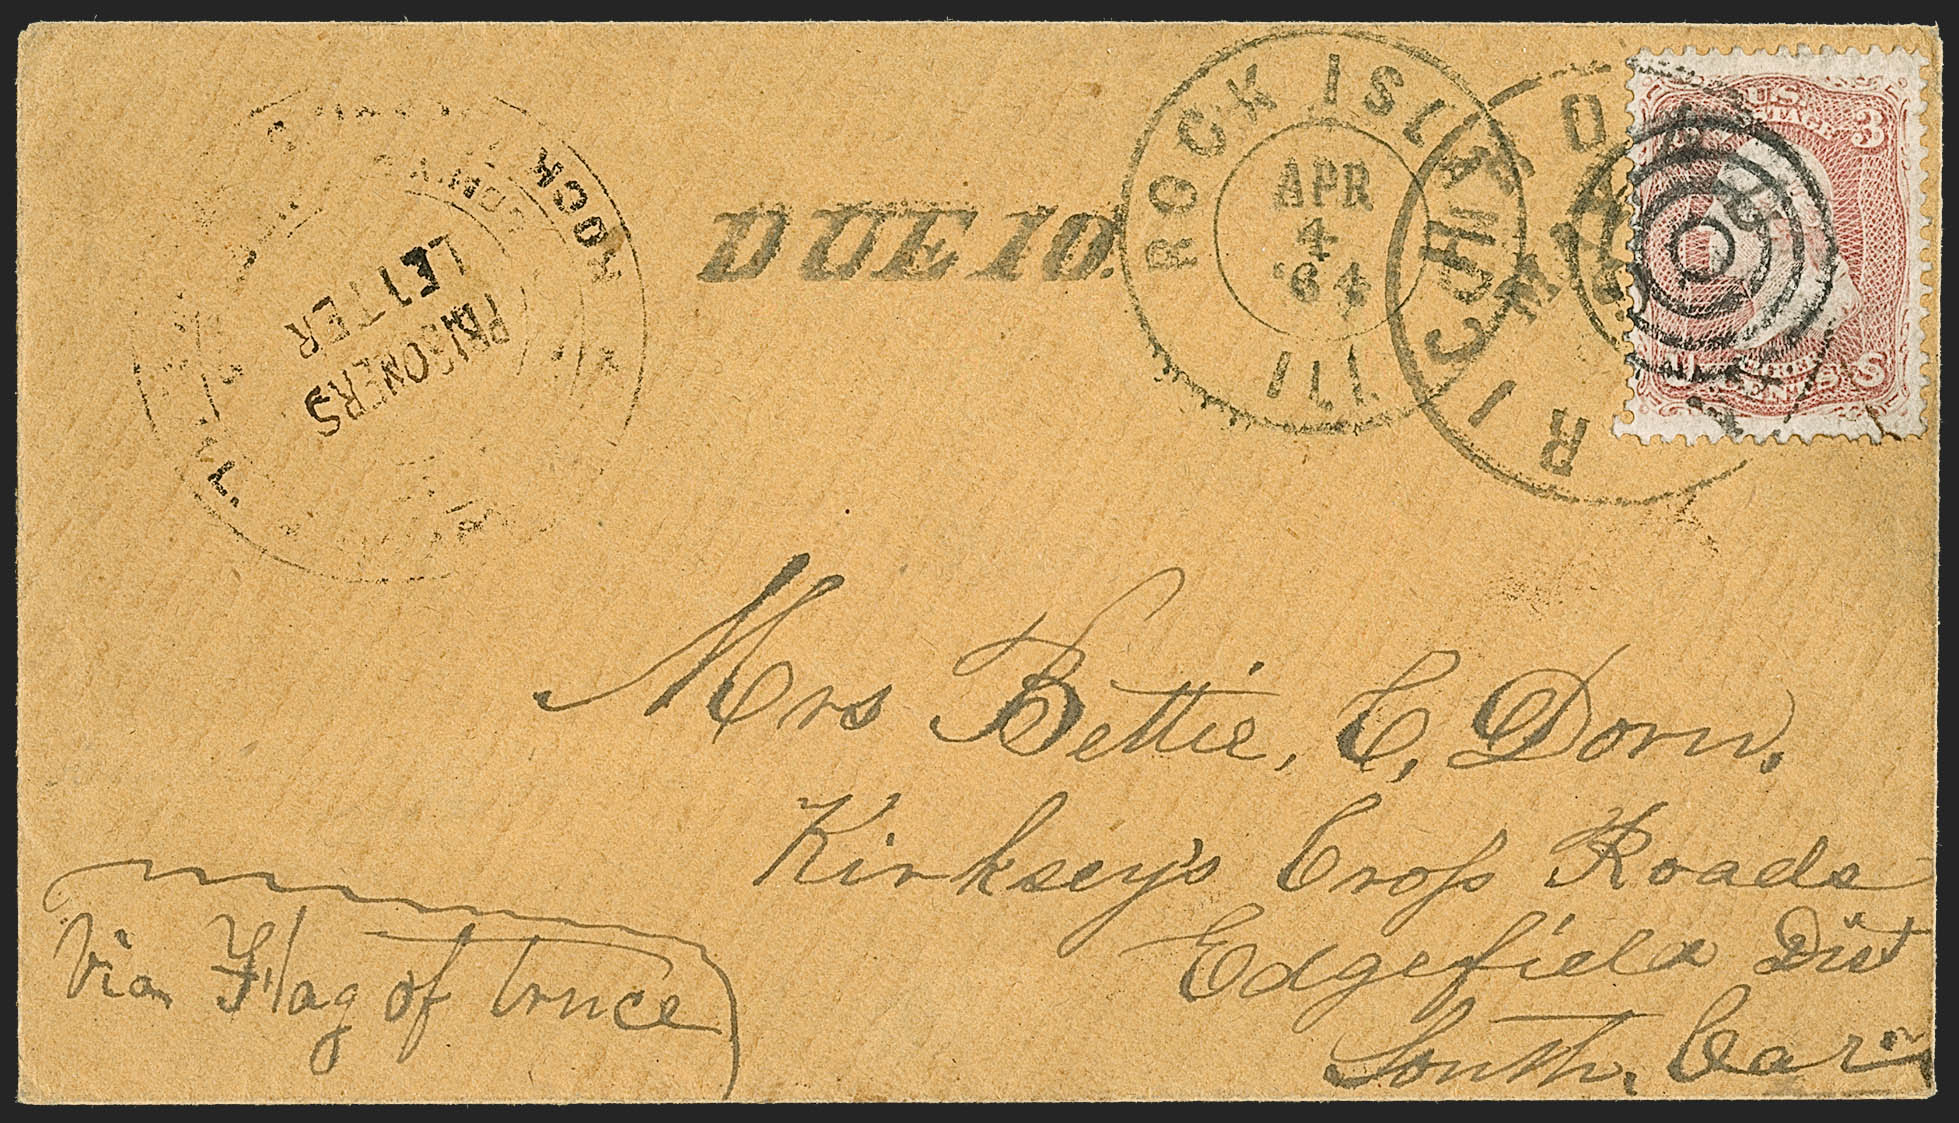 ROCK
PRISONERS
LETTER
DUE 10.
ROCK ISLAND
APR
4
'64
ILL
RICHMOND
U.S.
POSTAGE
3
CENTS
S
Mrs Bettie, C, Dorn,
Kirksey's Cross Roads
Edgefield Dist
South, Car
Via Flag of truce